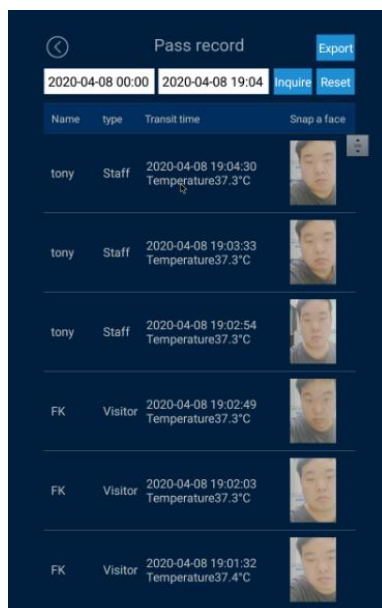 Pass record
Export
2020-04-08 00:00 2020-04-08 19:04 Inquire Reset
Name type Transit time Snap a face
tony Staff 2020-04-08 19:04:30
Temperature37.3°C
tony Staff 2020-04-08 19:03:33
Temperature37.3°C
tony Staff 2020-04-08 19:02:54
Temperature37.3°C
FK Visitor 2020-04-08 19:02:49
Temperature37.3°C
FK Visitor 2020-04-08 19:02:03
Temperature37.3°C
FK Visitor 2020-04-08 19:01:32
Temperature37.4°C